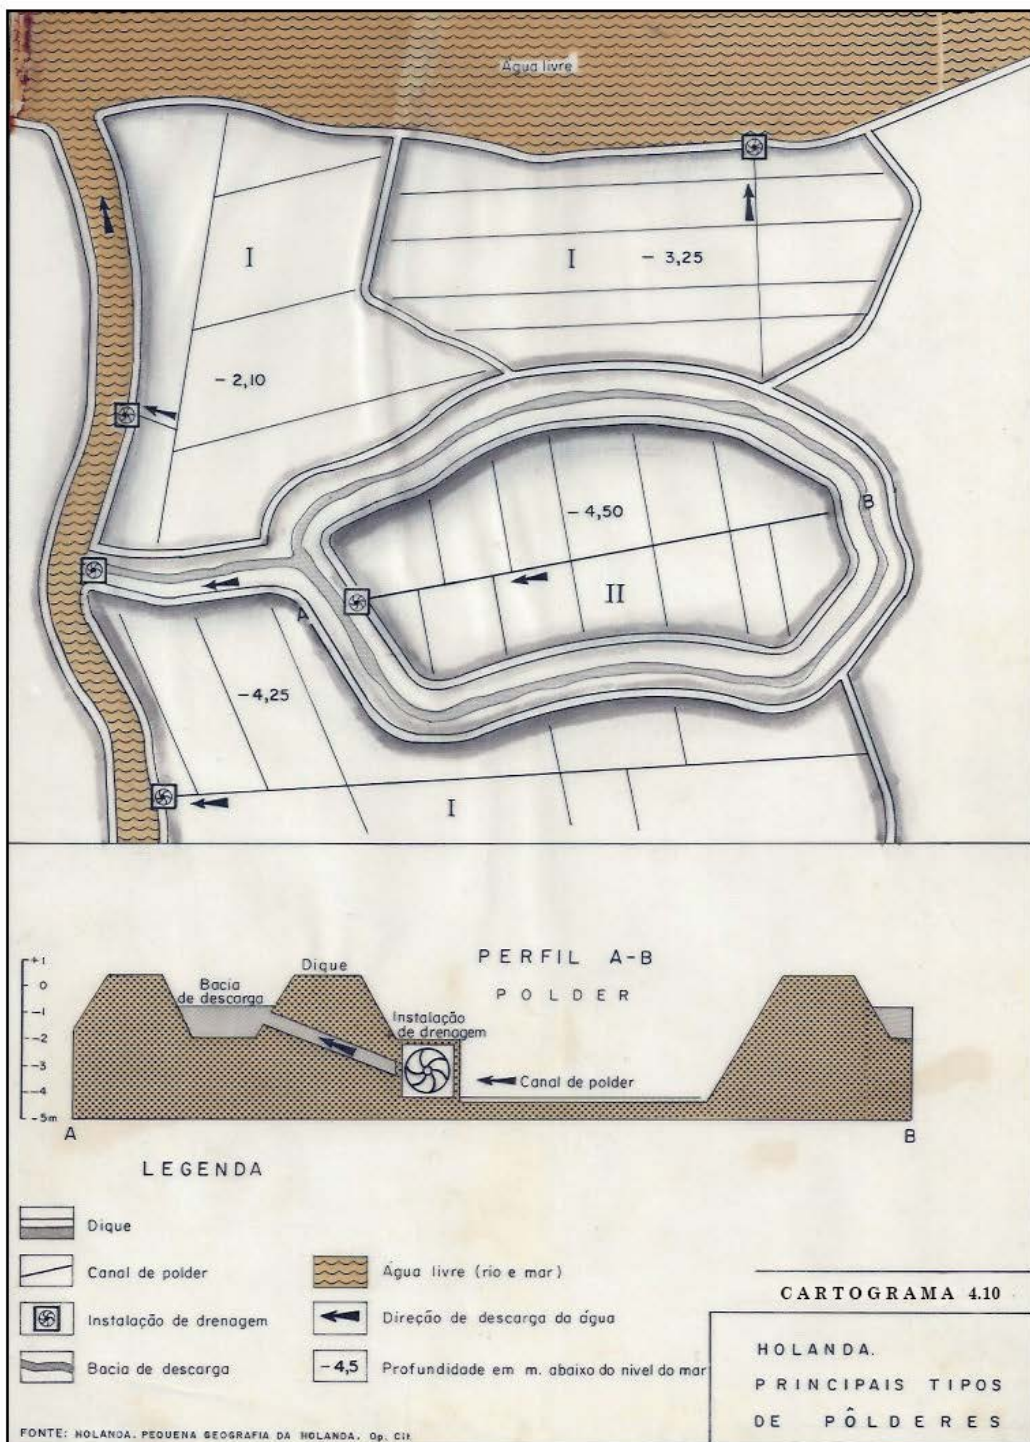 Água livre
I
I
- 3,25
- 2,10
- 4,50
B
II
A
- 4,25
I
PERFIL A-B
POLDER
+1
0
-1
-2
-3
-4
-5m
Dique
Bacia
de descarga
Instalação
de drenagem
Canal de polder
A
B
LEGENDA
Dique
Canal de polder
Instalação de drenagem
Bacia de descarga
Água livre (rio e mar)
Direção de descarga da água
-4,5
Profundidade em m. abaixo do nivel do mar
CARTOGRAMA 4.10
HOLANDA.
PRINCIPAIS TIPOS
DE PÔLDERES
FONTE: HOLANDA. PEQUENA GEOGRAFIA DA HOLANDA. Op. Cit.